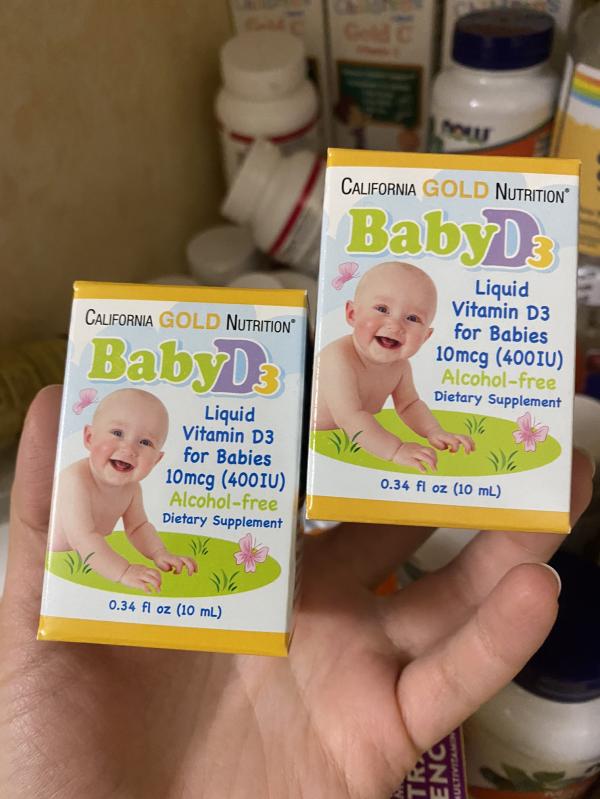 Gold C
Gold C
now
CALIFORNIA GOLD NUTRITION®
BabyD3
Liquid
Vitamin D3
for Babies
10mcg (400IU)
Alcohol-free
Dietary Supplement
0.34 fl oz (10 mL)
CALIFORNIA GOLD NUTRITION®
BabyD3
Liquid
Vitamin D3
for Babies
10mcg (400IU)
Alcohol-free
Dietary Supplement
0.34 fl oz (10 mL)